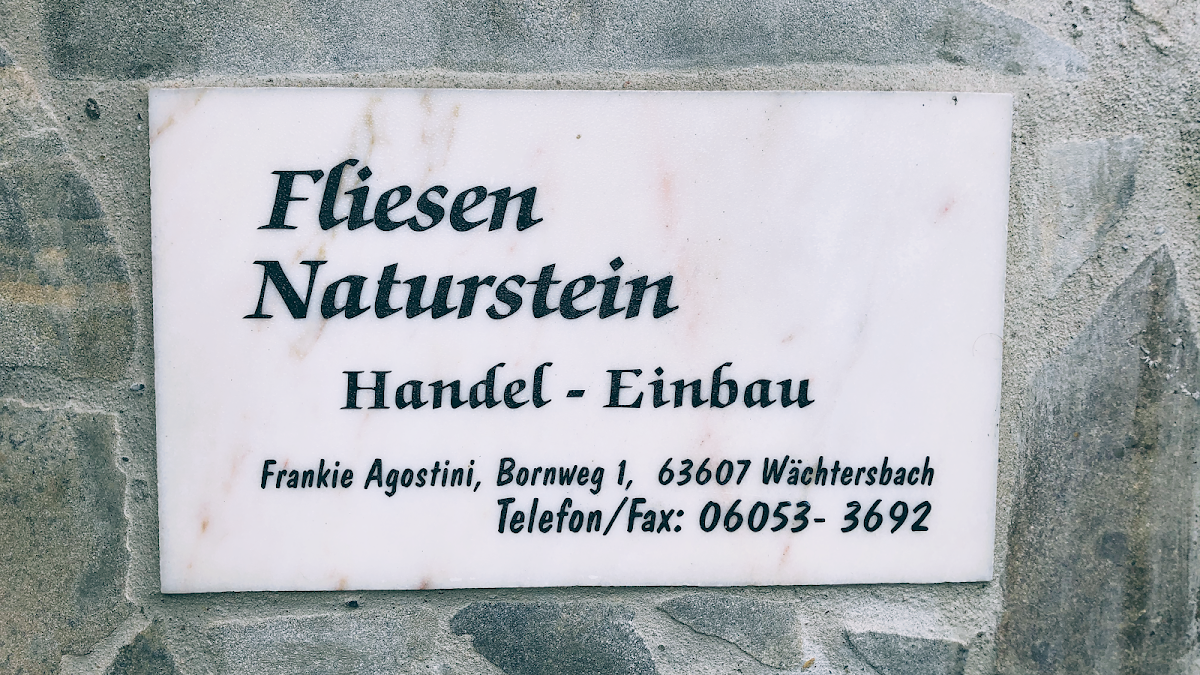 Fliesen
Naturstein
Handel - Einbau
Frankie Agostini, Bornweg 1, 63607 Wächtersbach
Telefon/Fax: 06053- 3692